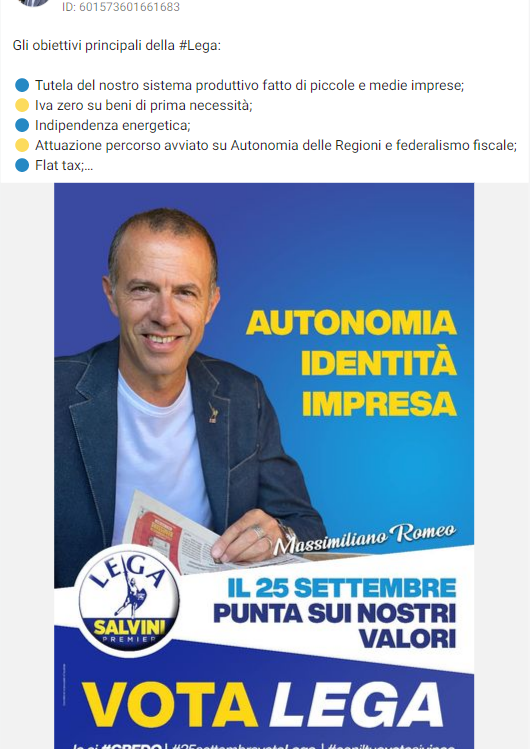 ID: 601573601661683
Gli obiettivi principali della #Lega:
Tutela del nostro sistema produttivo fatto di piccole e medie imprese;
Iva zero su beni di prima necessità;
Indipendenza energetica;
Attuazione percorso avviato su Autonomia delle Regioni e federalismo fiscale;
Flat tax;...
AUTONOMIA
IDENTITÀ
IMPRESA
Massimiliano Romeo
LEGA
SALVINI
PREMIER
IL 25 SETTEMBRE
PUNTA SUI NOSTRI
VALORI
VOTA LEGA